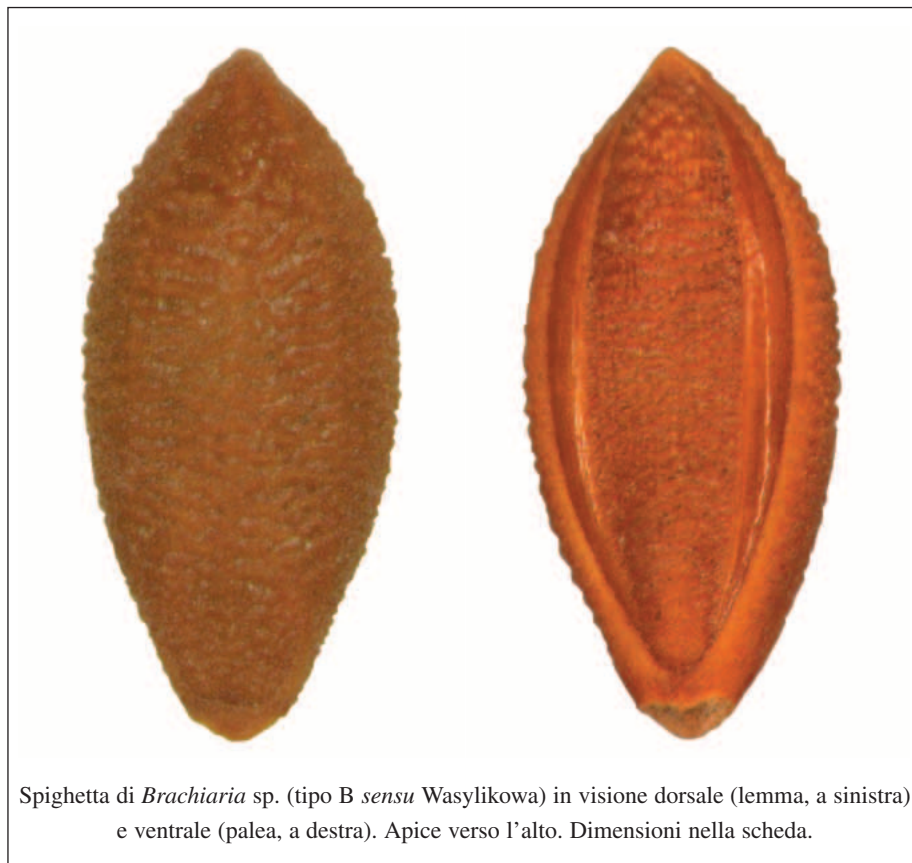 Spighetta di Brachiaria sp. (tipo B sensu Wasylikowa) in visione dorsale (lemma, a sinistra)
e ventrale (palea, a destra). Apice verso l'alto. Dimensioni nella scheda.